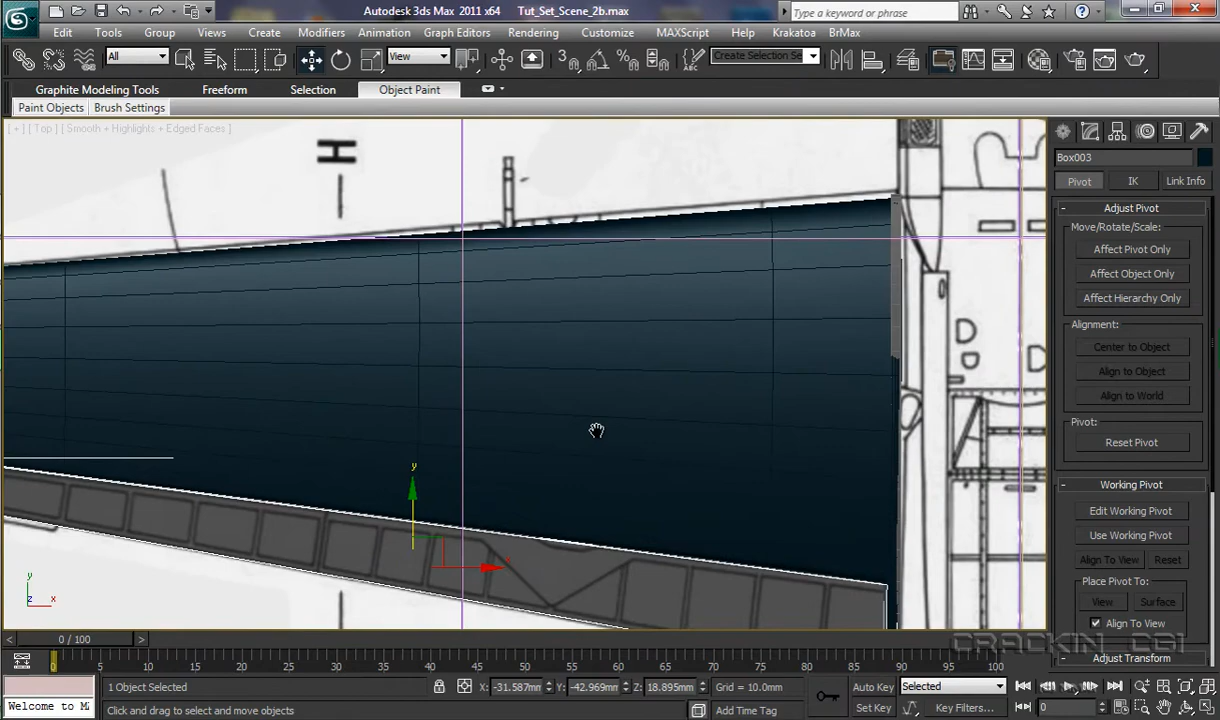 Autodesk 3ds Max 2011 x64 Tut_Set_Scene_2b.max
Type a keyword or phrase
Edit Tools Group Views Create Modifiers Animation Graph Editors Rendering Customize MAXScript Help Krakatoa BrMax
All View Create Selection Se
Graphite Modeling Tools Freeform Selection Object Paint
Paint Objects Brush Settings
[ + ] [ Top ] [ Smooth + Highlights + Edged Faces ]
H
D
D
D
y
x
y
z x
Box003
Pivot IK Link Info
- Adjust Pivot
Move/Rotate/Scale:
Affect Pivot Only
Affect Object Only
Affect Hierarchy Only
Alignment:
Center to Object
Align to Object
Align to World
Pivot:
Reset Pivot
- Working Pivot
Edit Working Pivot
Use Working Pivot
Align To View Reset
Place Pivot To:
View Surface
Align To View
- Adjust Transform
CRACKIN CGI
< 0 / 100 >
0 5 10 15 20 25 30 35 40 45 50 55 60 65 70 75 80 85 90 95 100
1 Object Selected X: -31.587mm Y: -42.969mm Z: 18.895mm Grid = 10.0mm Auto Key Selected
Welcome to M Click and drag to select and move objects Add Time Tag Set Key Key Filters... 0